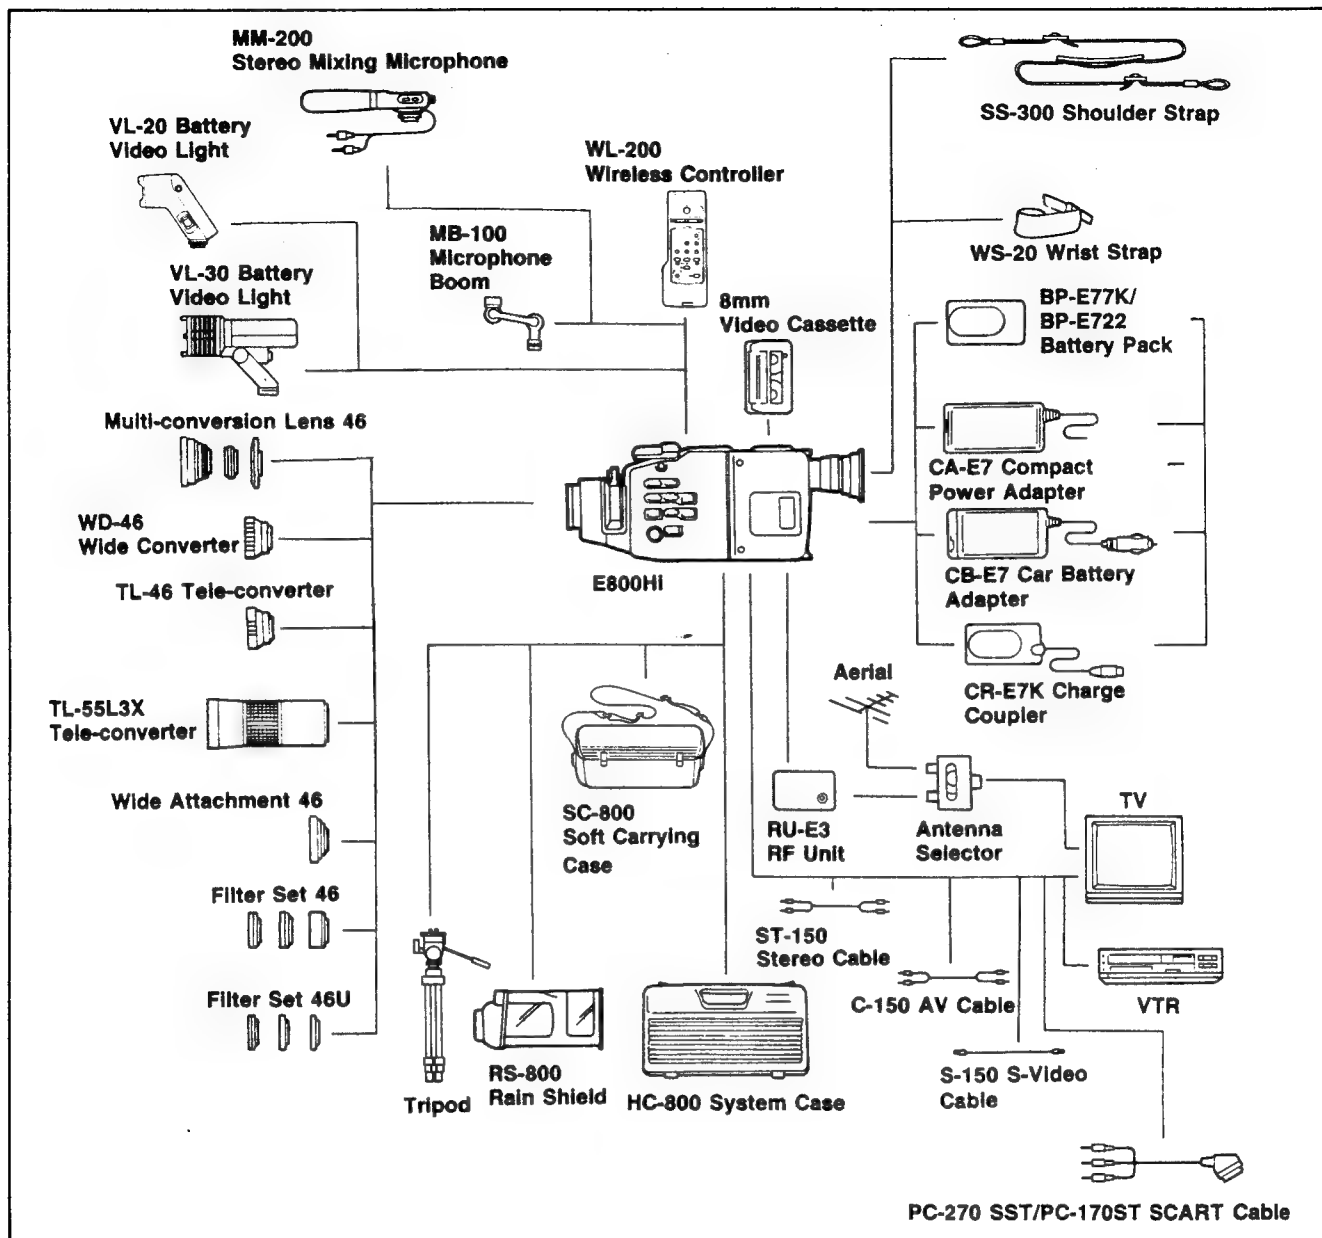 MM-200
Stereo Mixing Microphone
SS-300 Shoulder Strap
VL-20 Battery
Video Light
WL-200
Wireless Controller
MB-100
Microphone
Boom
WS-20 Wrist Strap
VL-30 Battery
Video Light
8mm
Video Cassette
BP-E77K/
BP-E722
Battery Pack
Multi-conversion Lens 46
CA-E7 Compact
Power Adapter
WD-46
Wide Converter
E800Hi
CB-E7 Car Battery
Adapter
TL-46 Tele-converter
Aerial
CR-E7K Charge
Coupler
TL-55L3X
Tele-converter
Wide Attachment 46
SC-800
Soft Carrying
Case
RU-E3
RF Unit
Antenna
Selector
TV
Filter Set 46
ST-150
Stereo Cable
C-150 AV Cable
VTR
Filter Set 46U
S-150 S-Video
Cable
Tripod
RS-800
Rain Shield
HC-800 System Case
PC-270 SST/PC-170ST SCART Cable